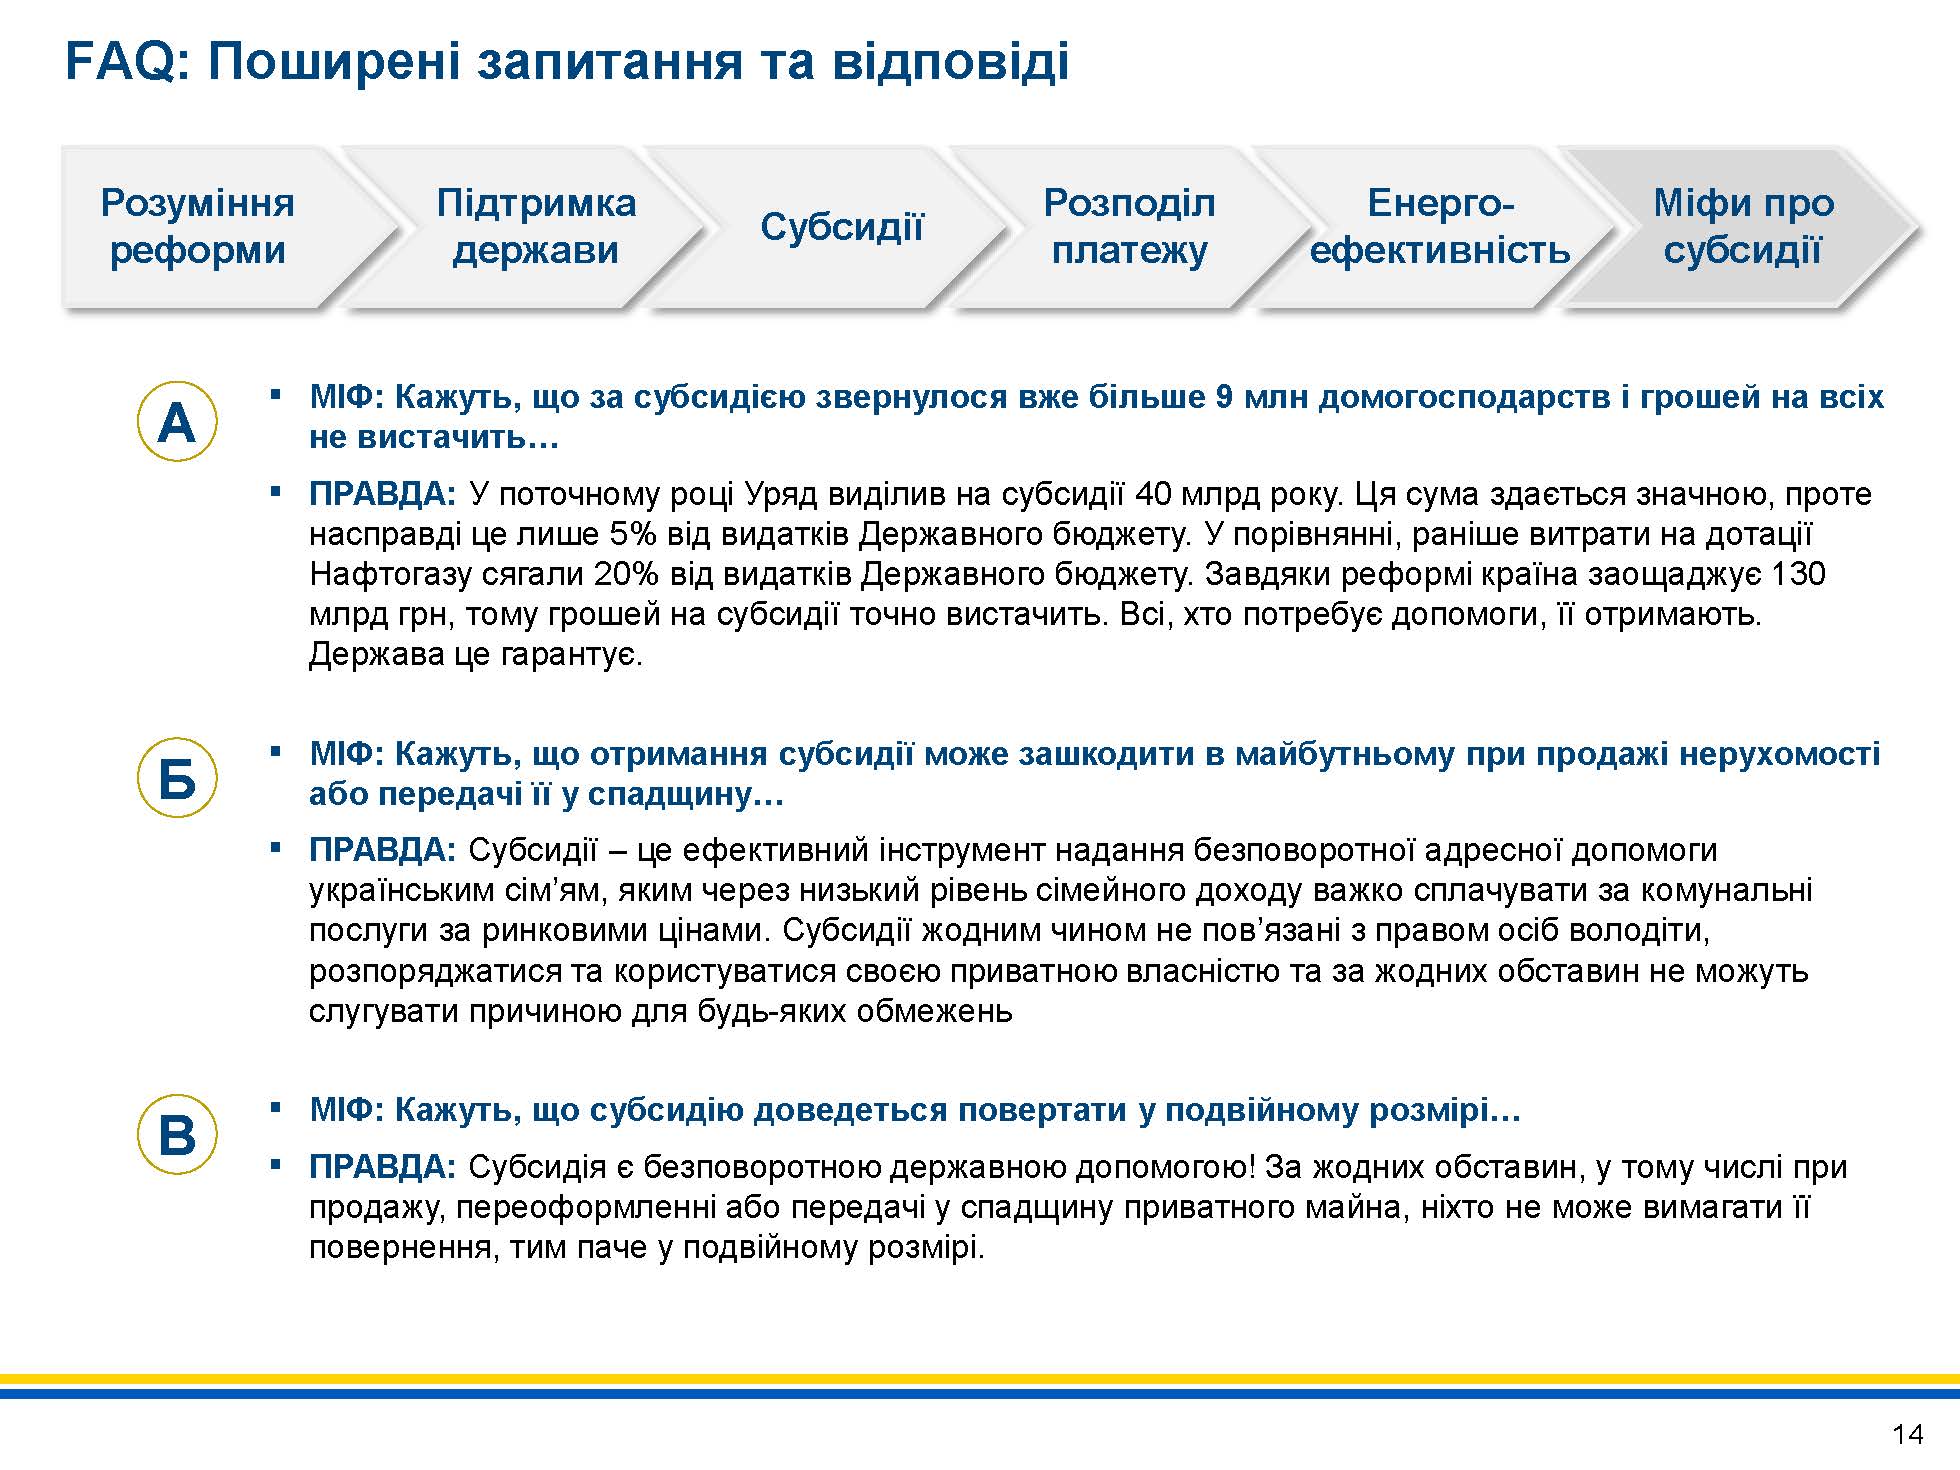 FAQ: Поширені запитання та відповіді
Розуміння
реформи
Підтримка
держави
Субсидії
Розподіл
платежу
Енерго-
ефективність
Міфи про
субсидії
А
▪ МІФ: Кажуть, що за субсидією звернулося вже більше 9 млн домогосподарств і грошей на всіх
не вистачить…
▪ ПРАВДА: У поточному році Уряд виділив на субсидії 40 млрд року. Ця сума здається значною, проте
насправді це лише 5% від видатків Державного бюджету. У порівнянні, раніше витрати на дотації
Нафтогазу сягали 20% від видатків Державного бюджету. Завдяки реформі країна заощаджує 130
млрд грн, тому грошей на субсидії точно вистачить. Всі, хто потребує допомоги, її отримають.
Держава це гарантує.
Б
▪ МІФ: Кажуть, що отримання субсидії може зашкодити в майбутньому при продажі нерухомості
або передачі її у спадщину…
▪ ПРАВДА: Субсидії – це ефективний інструмент надання безповоротної адресної допомоги
українським сім’ям, яким через низький рівень сімейного доходу важко сплачувати за комунальні
послуги за ринковими цінами. Субсидії жодним чином не пов’язані з правом осіб володіти,
розпоряджатися та користуватися своєю приватною власністю та за жодних обставин не можуть
слугувати причиною для будь-яких обмежень
В
▪ МІФ: Кажуть, що субсидію доведеться повертати у подвійному розмірі…
▪ ПРАВДА: Субсидія є безповоротною державною допомогою! За жодних обставин, у тому числі при
продажу, переоформленні або передачі у спадщину приватного майна, ніхто не може вимагати її
повернення, тим паче у подвійному розмірі.
14